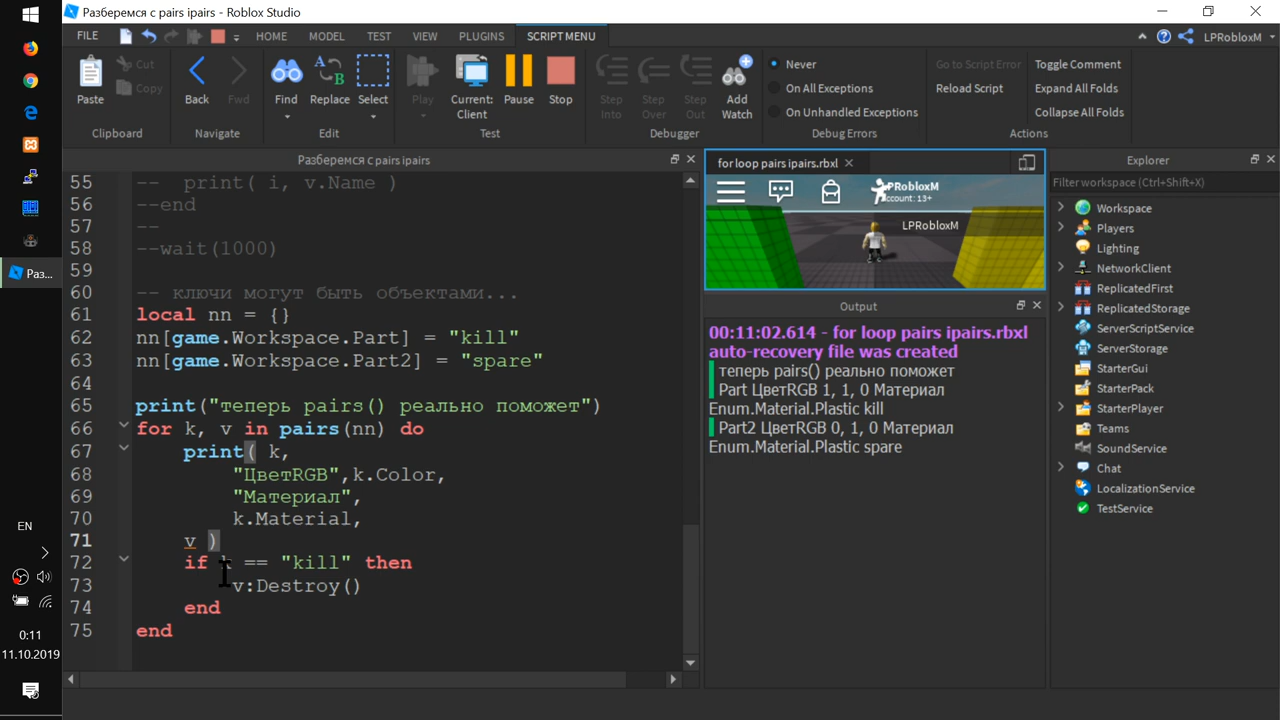 Разберемся с pairs ipairs - Roblox Studio
FILE
HOME
MODEL
TEST
VIEW
PLUGINS
SCRIPT MENU
LPRobloxM
Paste
Cut
Copy
Clipboard
Back
Fwd
Navigate
Find
Replace
Select
Edit
Play
Current:
Client
Pause
Stop
Test
Step
Into
Step
Over
Step
Out
Add
Watch
Debugger
Never
On All Exceptions
On Unhandled Exceptions
Debug Errors
Go to Script Error
Reload Script
Toggle Comment
Expand All Folds
Collapse All Folds
Actions
Разберемся с pairs ipairs
55 -- print( i, v.Name )
56 --end
57 --
58 --wait(1000)
59
60 -- ключи могут быть объектами...
61 local nn = {}
62 nn[game.Workspace.Part] = "kill"
63 nn[game.Workspace.Part2] = "spare"
64
65 print("теперь pairs() реально поможет")
66 for k, v in pairs(nn) do
67 print( k,
68 "ЦветRGB",k.Color,
69 "Материал",
70 k.Material,
71 v )
72 if k == "kill" then
73 v:Destroy()
74 end
75 end
for loop pairs ipairs.rbxl
PRobloxM
ccount: 13+
LPRobloxM
Output
00:11:02.614 - for loop pairs ipairs.rbxl
auto-recovery file was created
теперь pairs() реально поможет
Part ЦветRGB 1, 1, 0 Материал
Enum.Material.Plastic kill
Part2 ЦветRGB 0, 1, 0 Материал
Enum.Material.Plastic spare
Explorer
Filter workspace (Ctrl+Shift+X)
Workspace
Players
Lighting
NetworkClient
ReplicatedFirst
ReplicatedStorage
ServerScriptService
ServerStorage
StarterGui
StarterPack
StarterPlayer
Teams
SoundService
Chat
LocalizationService
TestService
Раз...
EN
0:11
11.10.2019